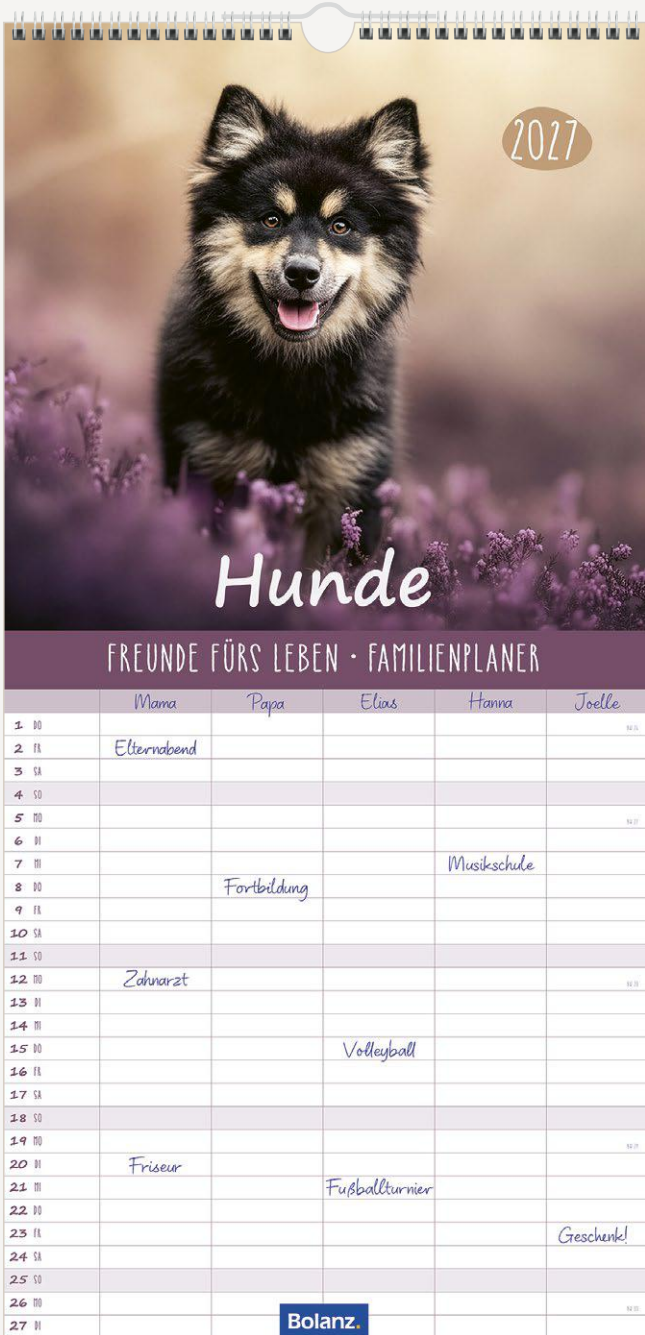 2027
Hunde
FREUNDE FÜRS LEBEN · FAMILIENPLANER
Mama Papa Elias Hanna Joelle
1 DO
2 FR Elternabend
3 SA
4 SO
5 MO
6 DI
7 MI Musikschule
8 DO Fortbildung
9 FR
10 SA
11 SO
12 MO Zahnarzt
13 DI
14 MI
15 DO Volleyball
16 FR
17 SA
18 SO
19 MO
20 DI Friseur
21 MI Fußballturnier
22 DO
23 FR Geschenk!
24 SA
25 SO
26 MO
27 DI
Bolanz.